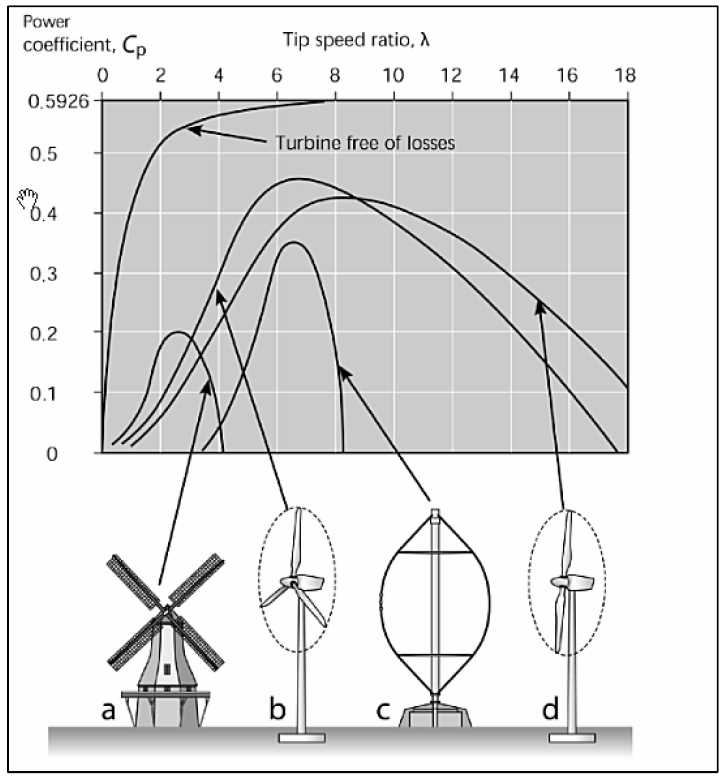 Power
coefficient, Cp
Tip speed ratio, λ
0 2 4 6 8 10 12 14 16 18
0.5926
Turbine free of losses
0.5
0.4
0.3
0.2
0.1
0
a b c d